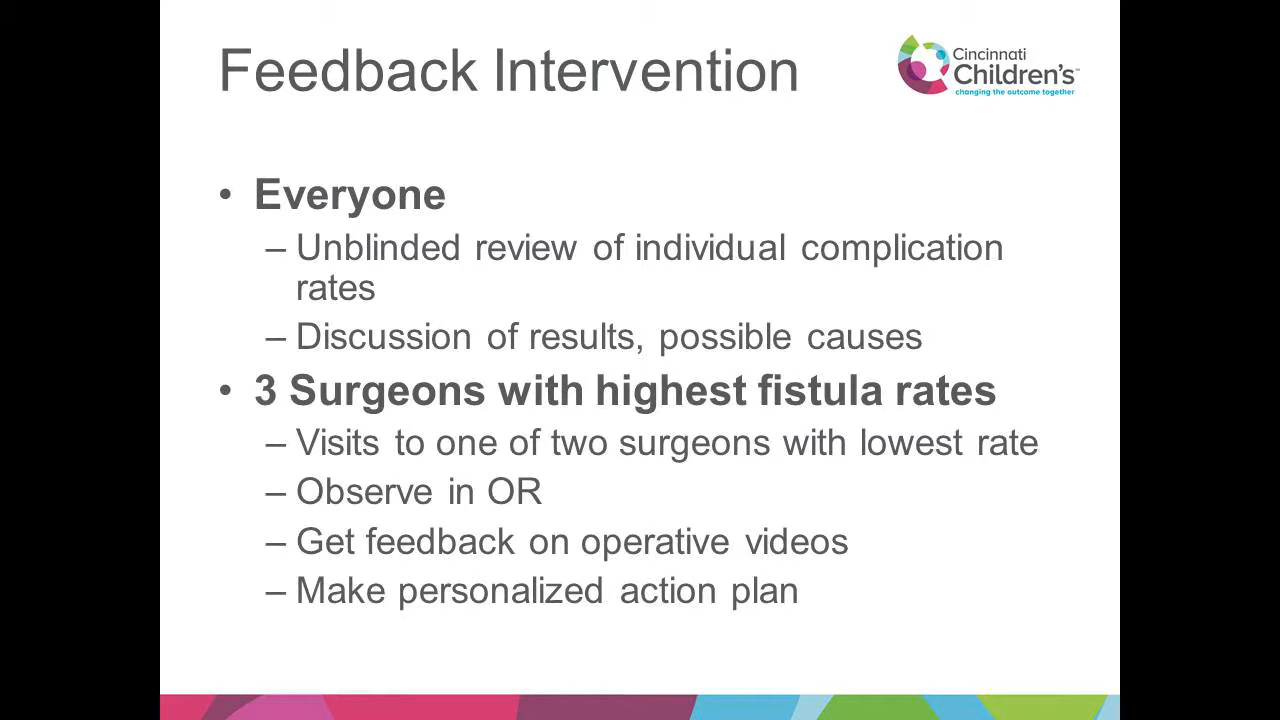 Feedback Intervention
Cincinnati
Children's™
changing the outcome together
• Everyone
– Unblinded review of individual complication
rates
– Discussion of results, possible causes
• 3 Surgeons with highest fistula rates
– Visits to one of two surgeons with lowest rate
– Observe in OR
– Get feedback on operative videos
– Make personalized action plan